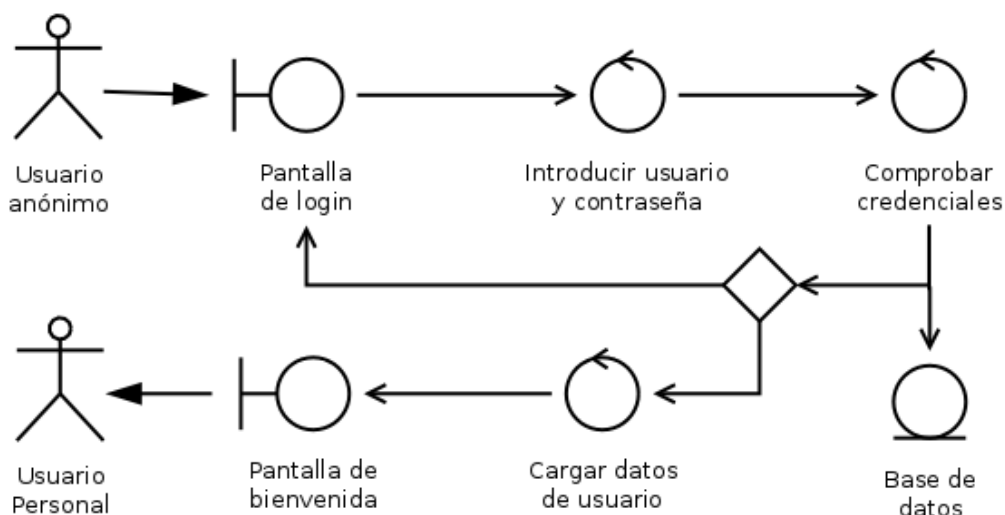 Usuario
anónimo
Pantalla
de login
Introducir usuario
y contraseña
Comprobar
credenciales
Usuario
Personal
Pantalla de
bienvenida
Cargar datos
de usuario
Base de
datos